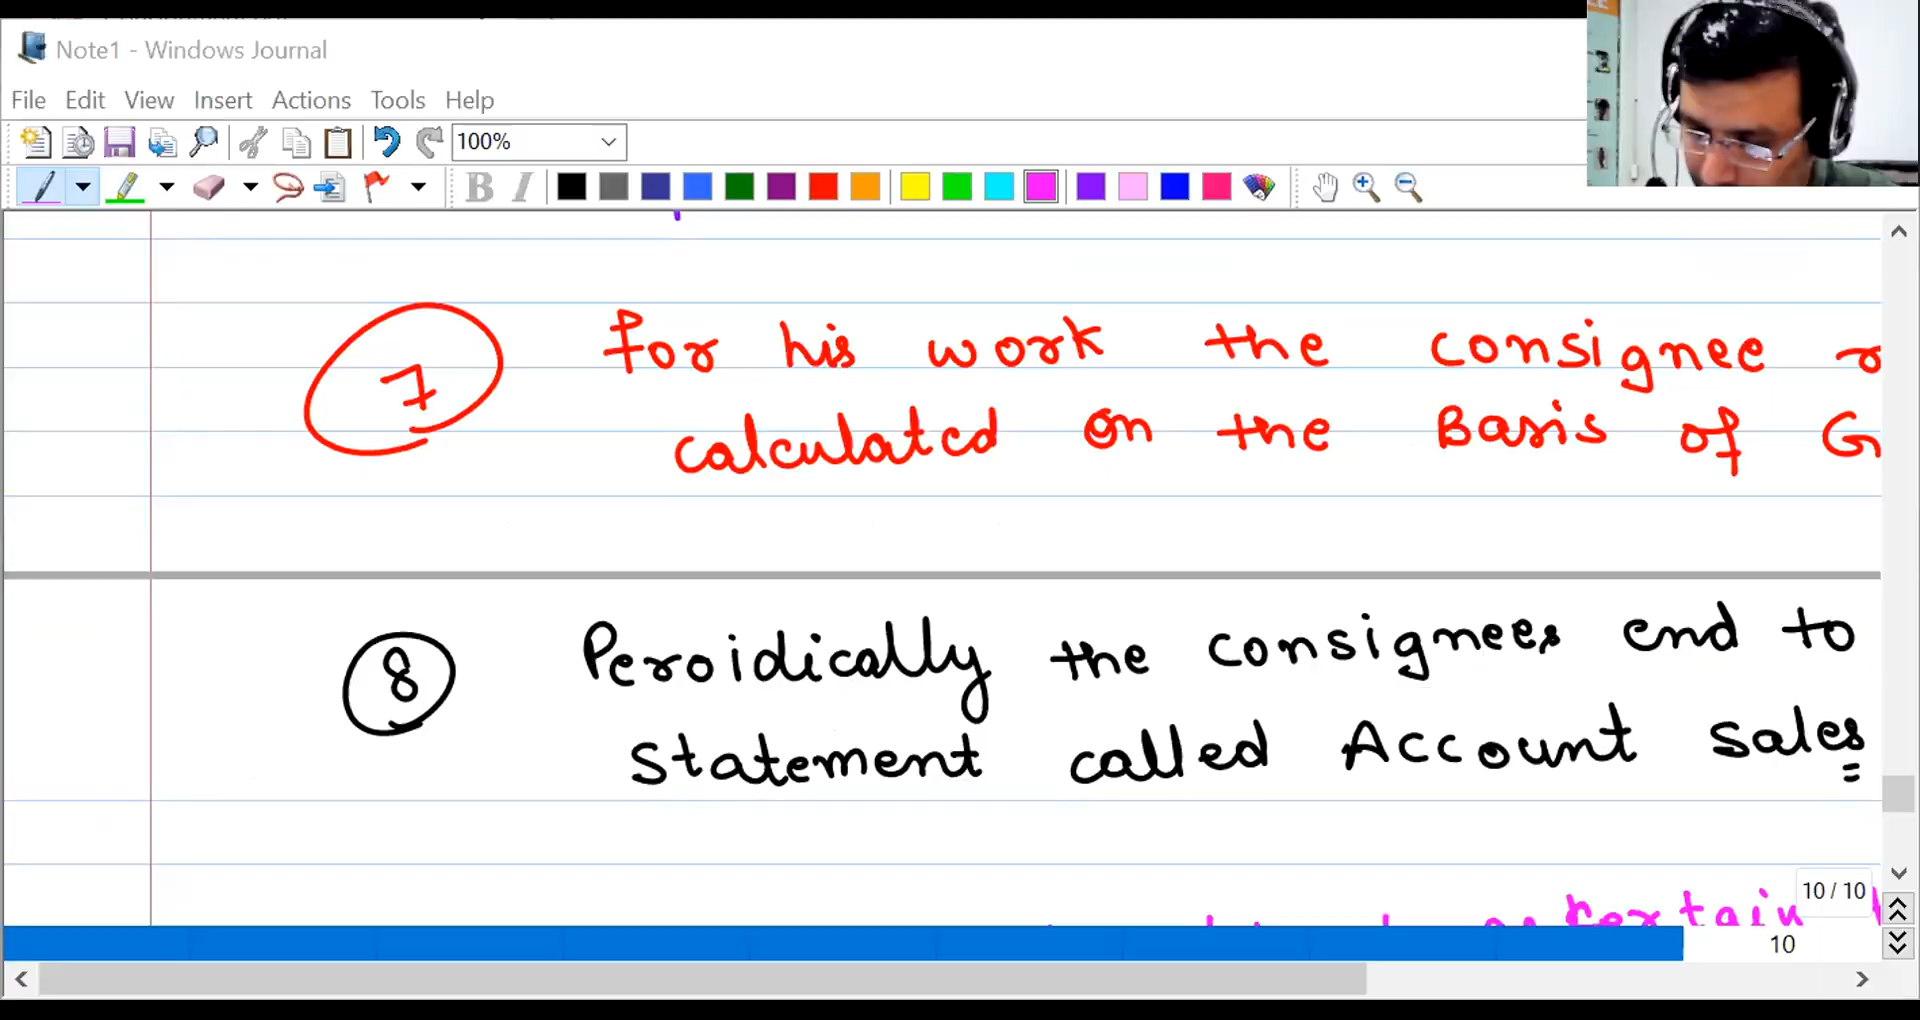 Note1 - Windows Journal
File Edit View Insert Actions Tools Help
100%
B I
7 for his work the consignee
calculated on the Basis of
8 Peroidically the consignees end to
statement called Account Sales
10 / 10
10